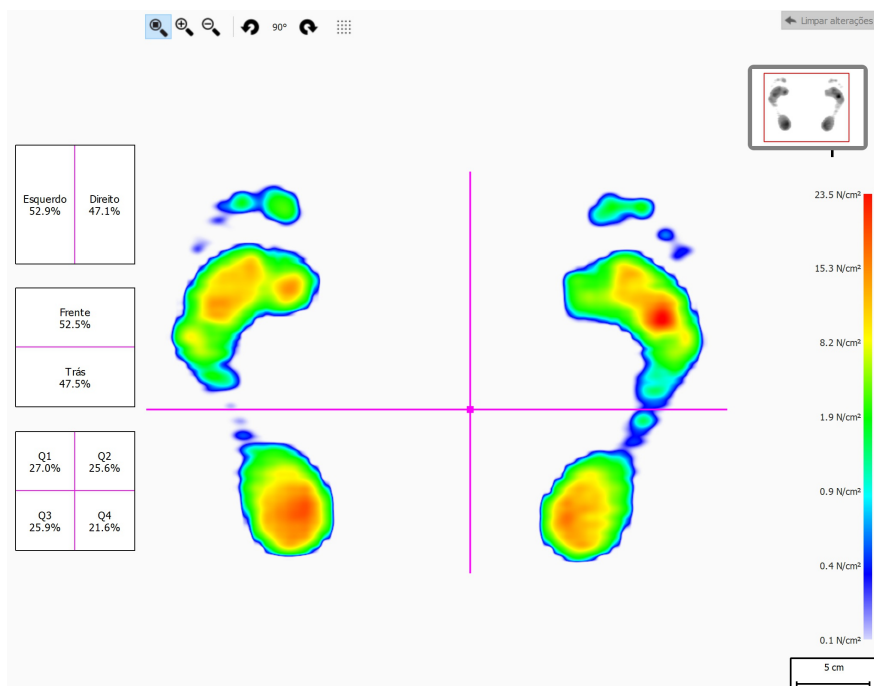 90°
Limpar alterações
Esquerdo
52.9%
Direito
47.1%
Frente
52.5%
Trás
47.5%
Q1
27.0%
Q2
25.6%
Q3
25.9%
Q4
21.6%
23.5 N/cm²
15.3 N/cm²
8.2 N/cm²
1.9 N/cm²
0.9 N/cm²
0.4 N/cm²
0.1 N/cm²
5 cm